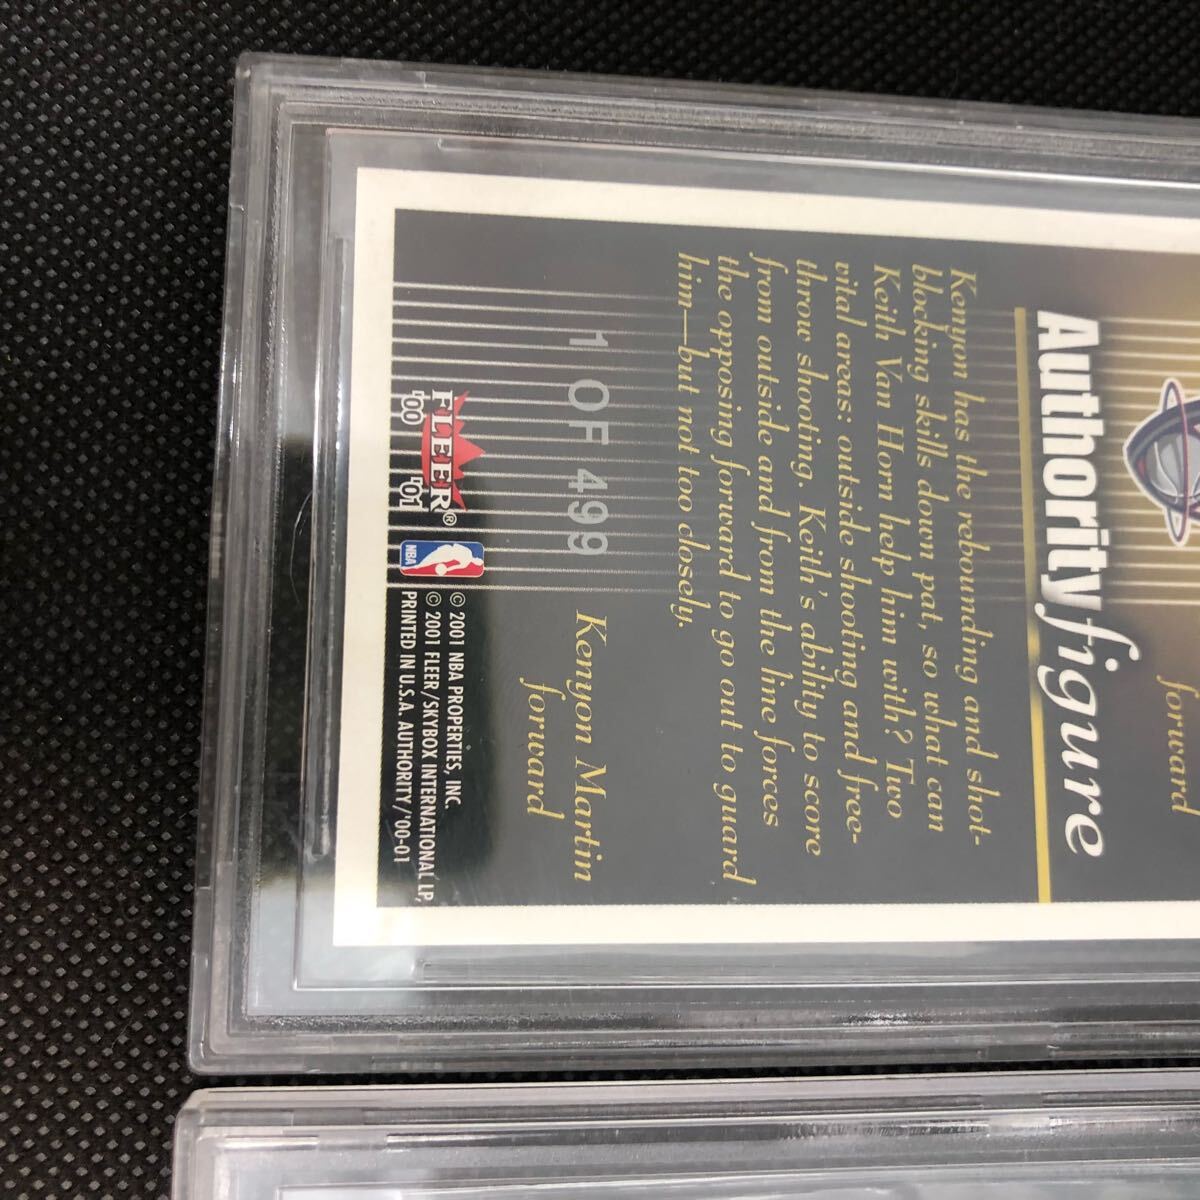 forward
Authority figure
Kenyon has the rebounding and shot-
blocking skills down pat, so what can
Keith Van Horn help him with? Two
vital areas: outside shooting and free-
throw shooting. Keith's ability to score
from outside and from the line forces
the opposing forward to go out to guard
him—but not too closely.
1 OF 499
Kenyon Martin
forward
FLEER®
'00 '01
NBA
© 2001 NBA PROPERTIES, INC.
© 2001 FLEER/SKYBOX INTERNATIONAL LP,
PRINTED IN U.S.A. AUTHORITY/'00-01